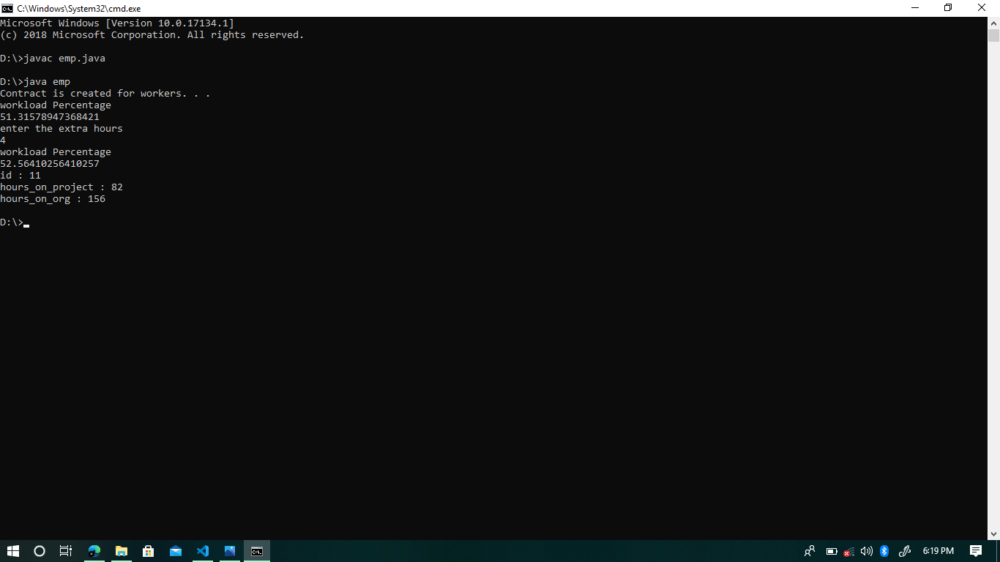 C:\Windows\System32\cmd.exe
Microsoft Windows [Version 10.0.17134.1]
(c) 2018 Microsoft Corporation. All rights reserved.
D:\>javac emp.java
D:\>java emp
Contract is created for workers. . .
workload Percentage
51.31578947368421
enter the extra hours
4
workload Percentage
52.56410256410257
id : 11
hours_on_project : 82
hours_on_org : 156
D:\>
6:19 PM